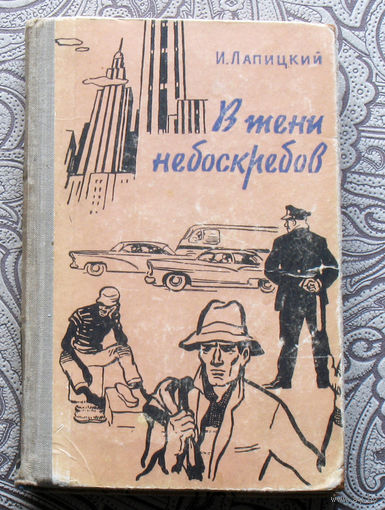 И. Лапицкий
В тени
небоскребов